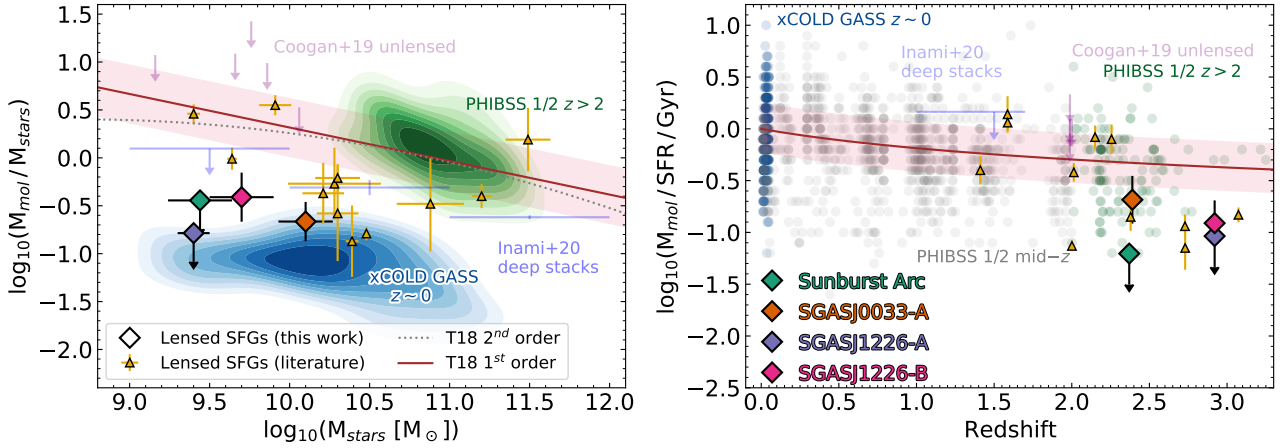 Coogan+19 unlensed
PHIBSS 1/2 z > 2
Inami+20
deep stacks
xCOLD GASS
z ~ 0
Lensed SFGs (this work)
Lensed SFGs (literature)
T18 2nd order
T18 1st order
1.5
1.0
0.5
0.0
−0.5
−1.0
−1.5
−2.0
log10(Mmol / Mstars)
9.0 9.5 10.0 10.5 11.0 11.5 12.0
log10(Mstars [M⊙])
xCOLD GASS z ~ 0
Inami+20
deep stacks
Coogan+19 unlensed
PHIBSS 1/2 z > 2
PHIBSS 1/2 mid−z
Sunburst Arc
SGASJ0033-A
SGASJ1226-A
SGASJ1226-B
1.5
1.0
0.5
0.0
−0.5
−1.0
−1.5
−2.0
−2.5
log10(Mmol / SFR / Gyr)
0.0 0.5 1.0 1.5 2.0 2.5 3.0
Redshift